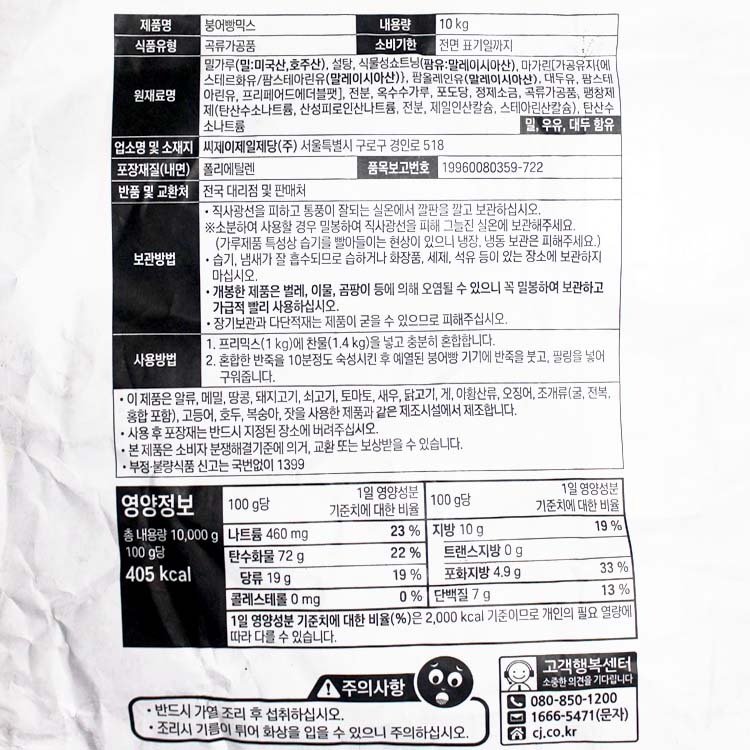 제품명 붕어빵믹스 내용량 10 kg
식품유형 곡류가공품 소비기한 전면 표기일까지
원재료명
밀가루(밀:미국산,호주산), 설탕, 식물성쇼트닝(팜유:말레이시아산), 마가린[가공유지{에
스테르화유/팜스테아린유(말레이시아산)}, 팜올레인유(말레이시아산), 대두유, 팜스테
아린유, 프리페어드에더블팻], 전분, 옥수수가루, 포도당, 정제소금, 곡류가공품, 팽창제
제(탄산수소나트륨, 산성피로인산나트륨, 전분, 제일인산칼슘, 스테아린산칼슘), 탄산수
소나트륨
밀, 우유, 대두 함유
업소명 및 소재지 씨제이제일제당(주) 서울특별시 구로구 경인로 518
포장재질(내면) 폴리에틸렌 품목보고번호 19960080359-722
반품 및 교환처 전국 대리점 및 판매처
보관방법
• 직사광선을 피하고 통풍이 잘되는 실온에서 깔판을 깔고 보관하십시오.
※소분하여 사용할 경우 밀봉하여 직사광선을 피해 그늘진 실온에 보관해주세요.
(가루제품 특성상 습기를 빨아들이는 현상이 있으니 냉장, 냉동 보관은 피해주세요.)
• 습기, 냄새가 잘 흡수되므로 습하거나 화장품, 세제, 석유 등이 있는 장소에 보관하지
마십시오.
• 개봉한 제품은 벌레, 이물, 곰팡이 등에 의해 오염될 수 있으니 꼭 밀봉하여 보관하고
가급적 빨리 사용하십시오.
• 장기보관과 다단적재는 제품이 굳을 수 있으므로 피해주십시오.
사용방법
1. 프리믹스(1 kg)에 찬물(1.4 kg)을 넣고 충분히 혼합합니다.
2. 혼합한 반죽을 10분정도 숙성시킨 후 예열된 붕어빵 기기에 반죽을 붓고, 필링을 넣어
구워줍니다.
• 이 제품은 알류, 메밀, 땅콩, 돼지고기, 쇠고기, 토마토, 새우, 닭고기, 게, 아황산류, 오징어, 조개류(굴, 전복,
홍합 포함), 고등어, 호두, 복숭아, 잣을 사용한 제품과 같은 제조시설에서 제조합니다.
• 사용 후 포장재는 반드시 지정된 장소에 버려주십시오.
• 본 제품은 소비자 분쟁해결기준에 의거, 교환 또는 보상받을 수 있습니다.
• 부정·불량식품 신고는 국번없이 1399
영양정보
총 내용량 10,000 g
100 g당
405 kcal
100 g당 1일 영양성분 기준치에 대한 비율 100 g당 1일 영양성분 기준치에 대한 비율
나트륨 460 mg 23 % 지방 10 g 19 %
탄수화물 72 g 22 % 트랜스지방 0 g
당류 19 g 19 % 포화지방 4.9 g 33 %
콜레스테롤 0 mg 0 % 단백질 7 g 13 %
1일 영양성분 기준치에 대한 비율(%)은 2,000 kcal 기준이므로 개인의 필요 열량에
따라 다를 수 있습니다.
주의사항
• 반드시 가열 조리 후 섭취하십시오.
• 조리시 기름이 튀어 화상을 입을 수 있으니 주의하십시오.
고객행복센터
소중한 의견을 기다립니다
080-850-1200
1666-5471(문자)
cj.co.kr